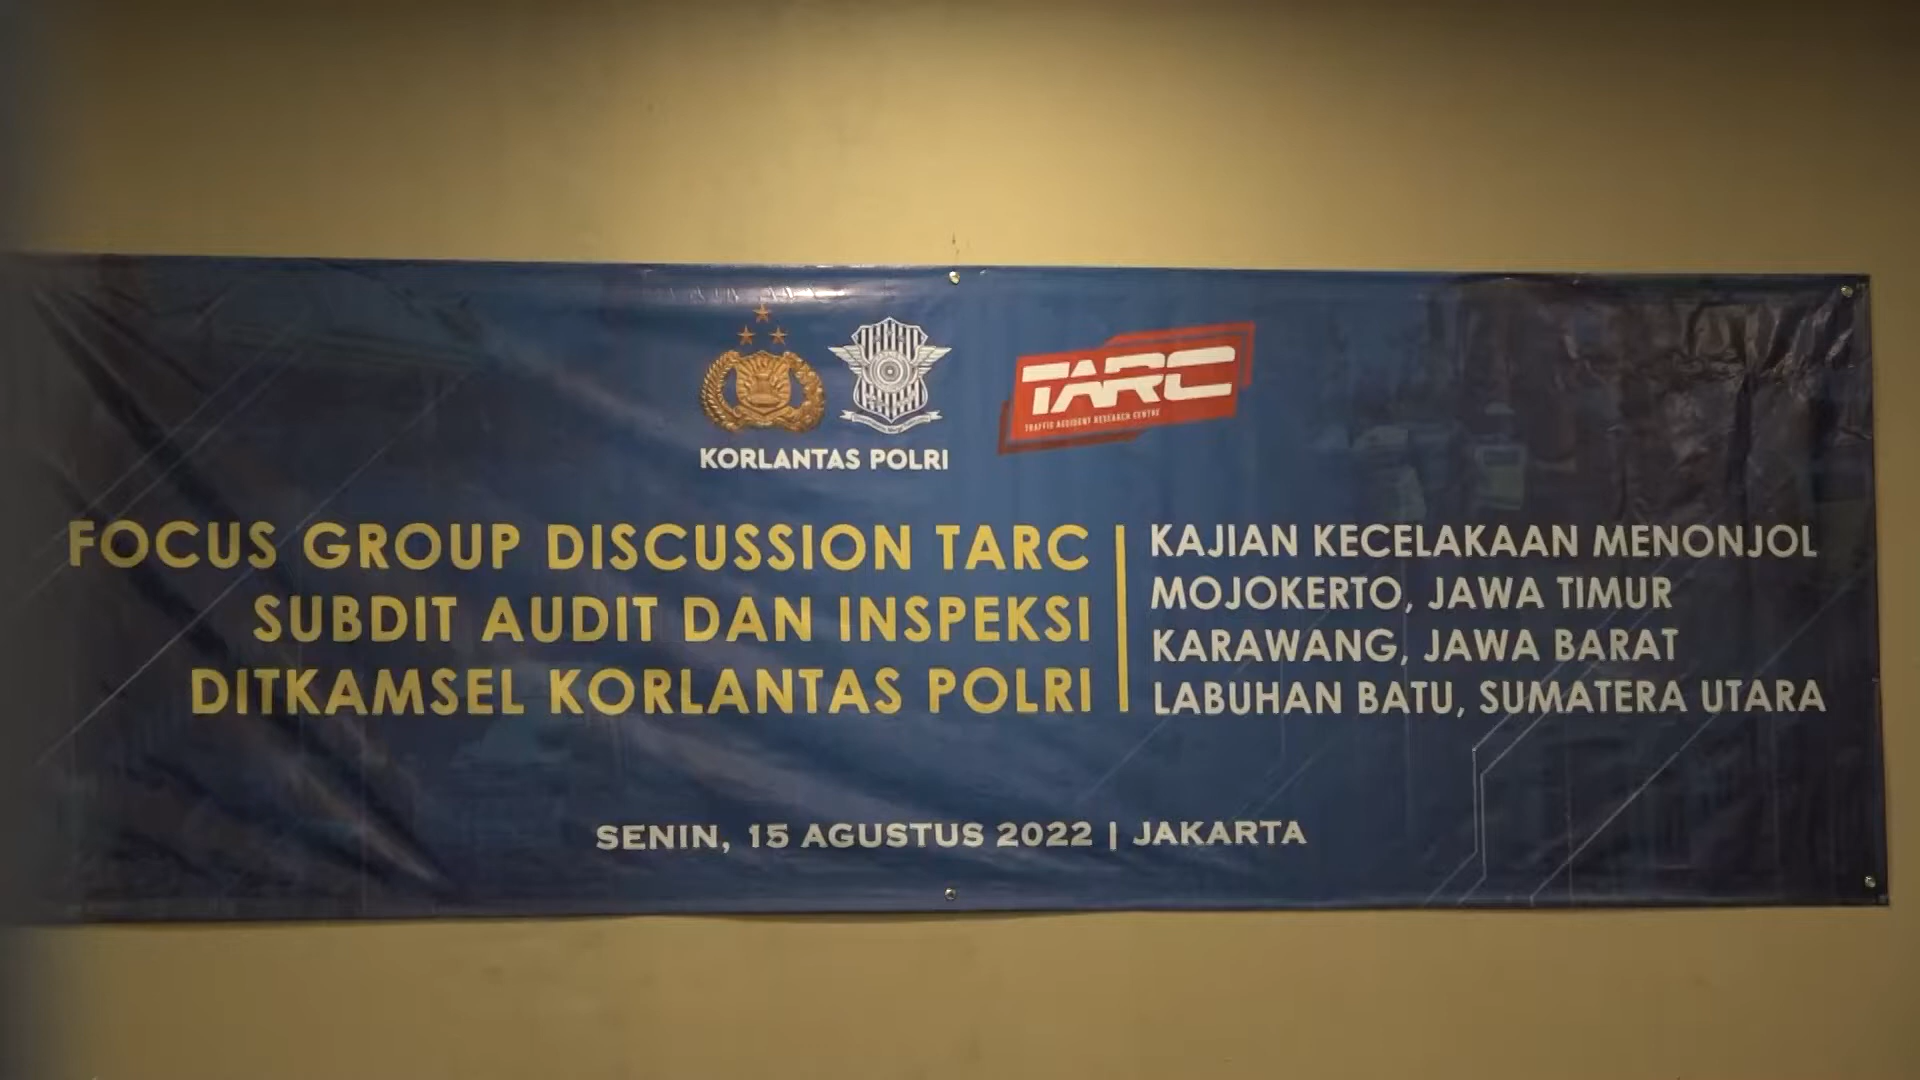 KORLANTAS POLRI
TARC
TRAFFIC ACCIDENT RESEARCH CENTRE
FOCUS GROUP DISCUSSION TARC
SUBDIT AUDIT DAN INSPEKSI
DITKAMSEL KORLANTAS POLRI
KAJIAN KECELAKAAN MENONJOL
MOJOKERTO, JAWA TIMUR
KARAWANG, JAWA BARAT
LABUHAN BATU, SUMATERA UTARA
SENIN, 15 AGUSTUS 2022 | JAKARTA